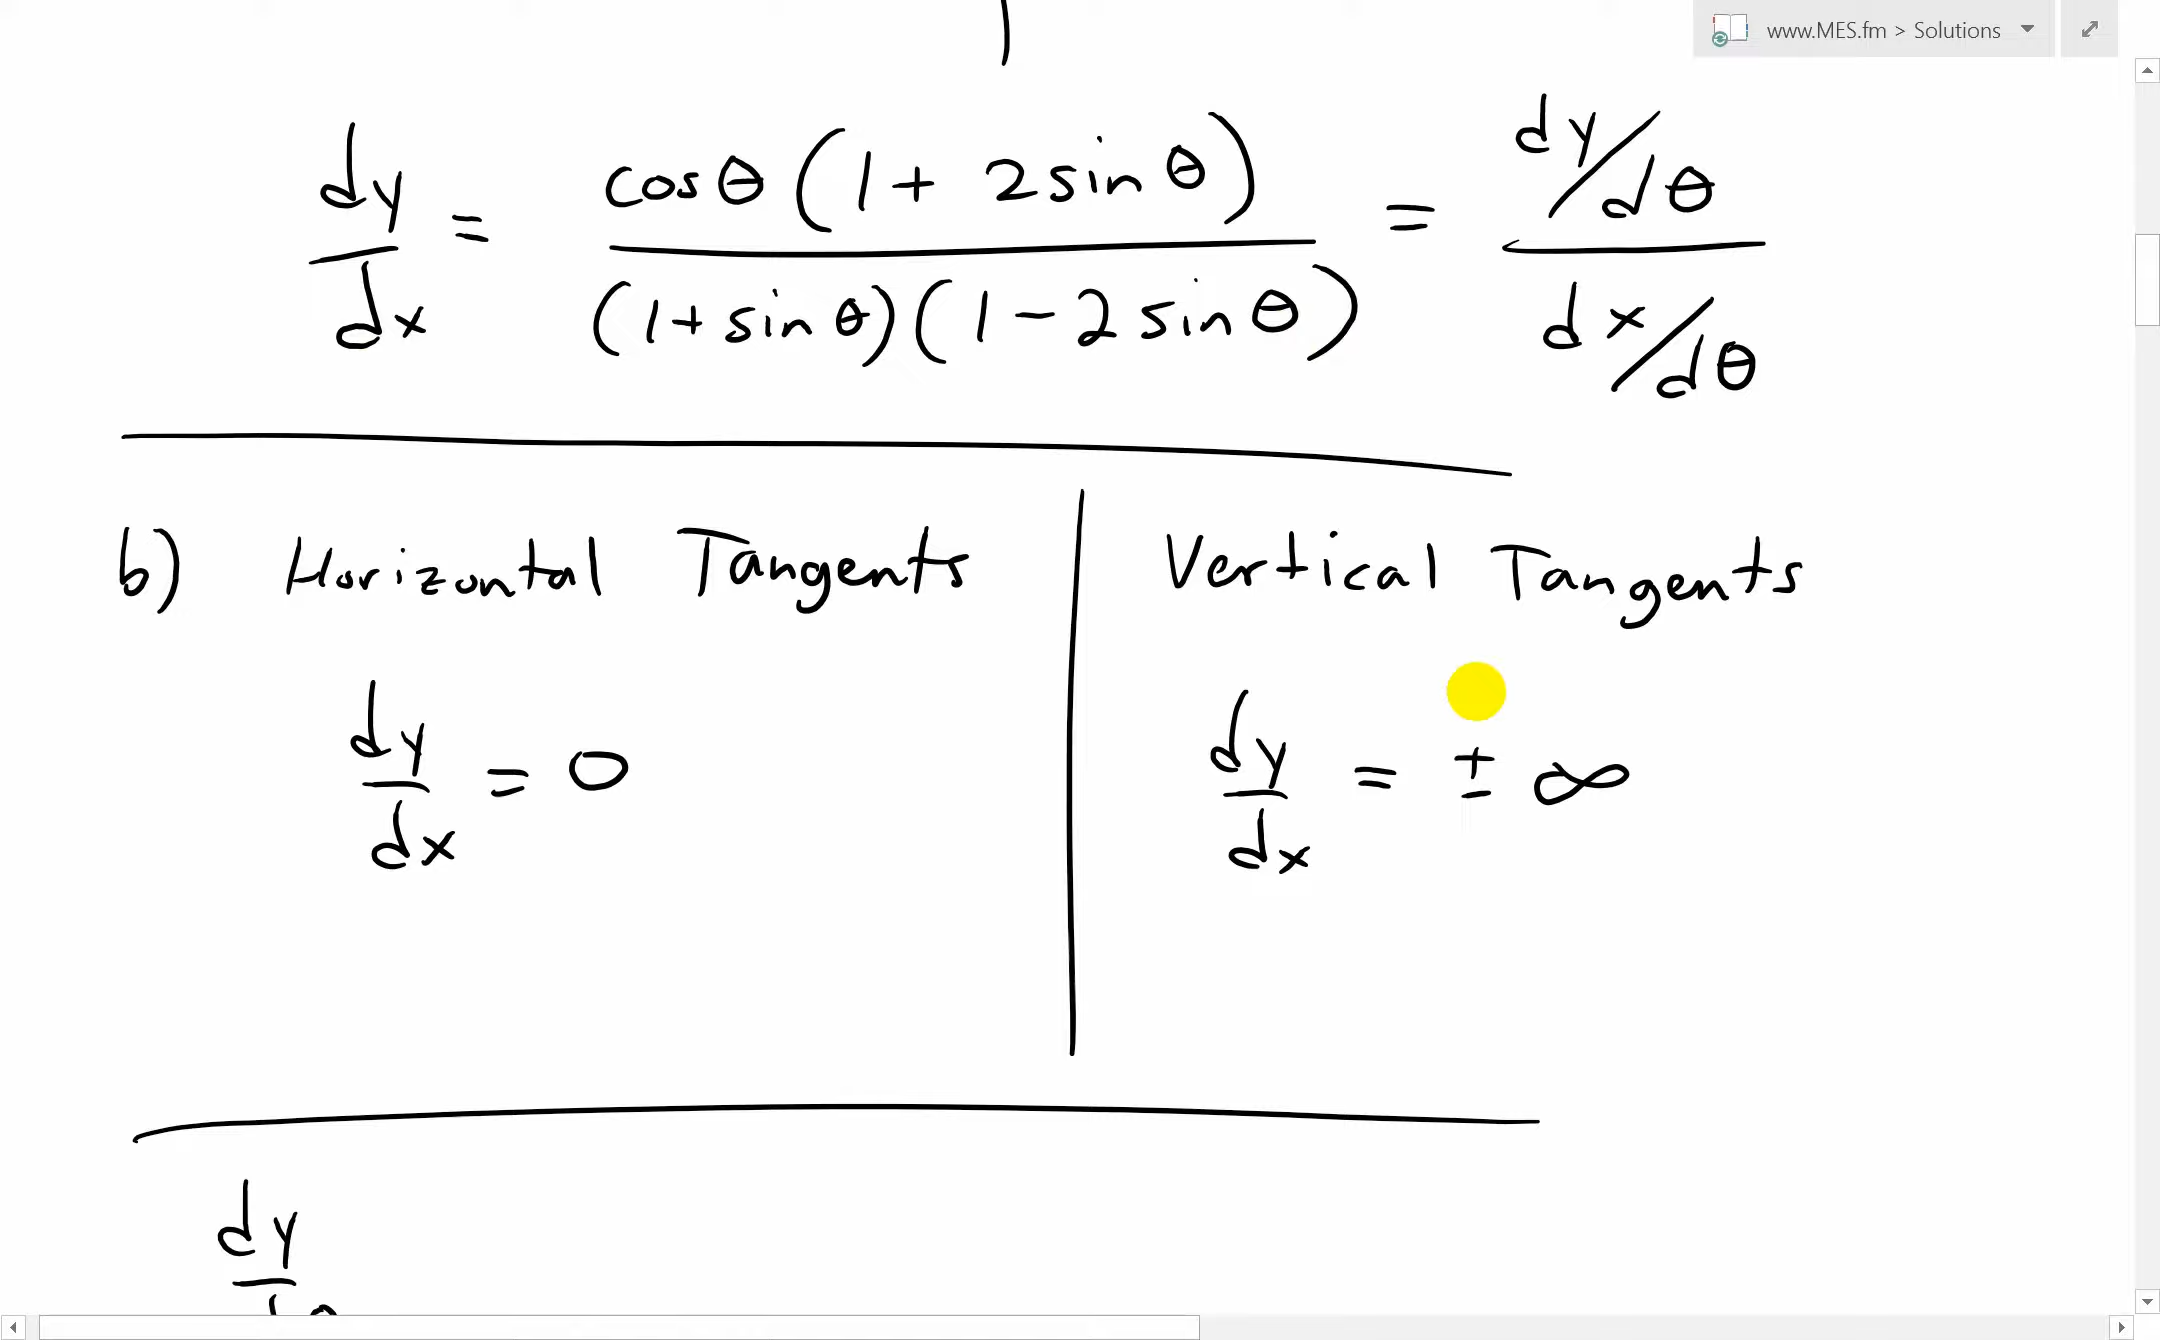 www.MES.fm > Solutions
dy/dx = cosθ(1 + 2sinθ) / (1+sinθ)(1−2sinθ) = dy/dθ / dx/dθ
b) Horizontal Tangents
dy/dx = 0
Vertical Tangents
dy/dx = ± ∞
dy